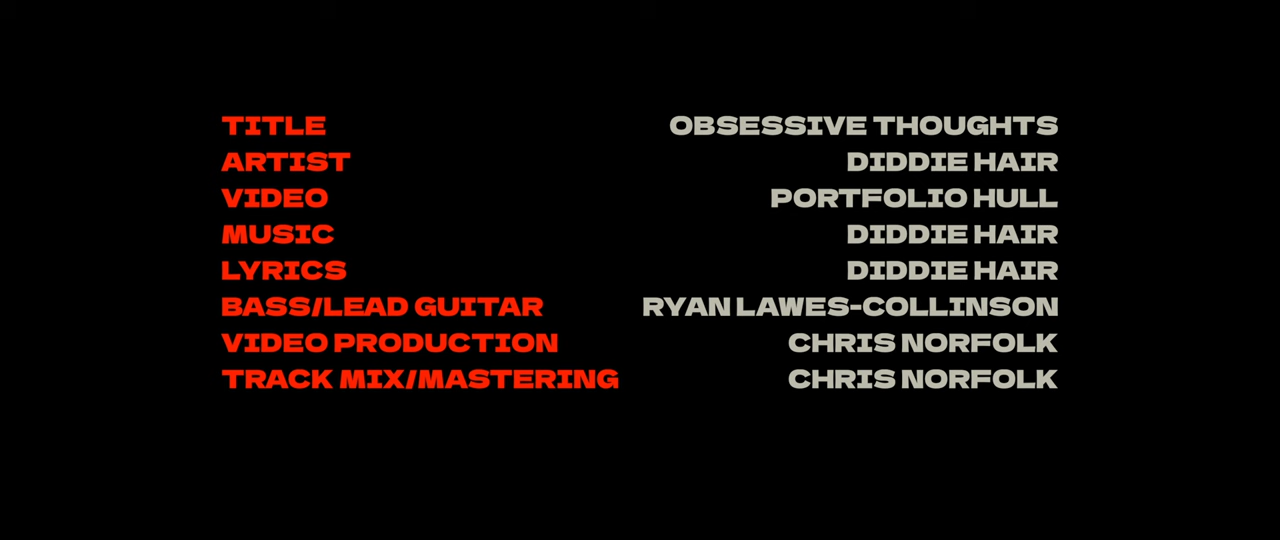 TITLE OBSESSIVE THOUGHTS
ARTIST DIDDIE HAIR
VIDEO PORTFOLIO HULL
MUSIC DIDDIE HAIR
LYRICS DIDDIE HAIR
BASS/LEAD GUITAR RYAN LAWES-COLLINSON
VIDEO PRODUCTION CHRIS NORFOLK
TRACK MIX/MASTERING CHRIS NORFOLK